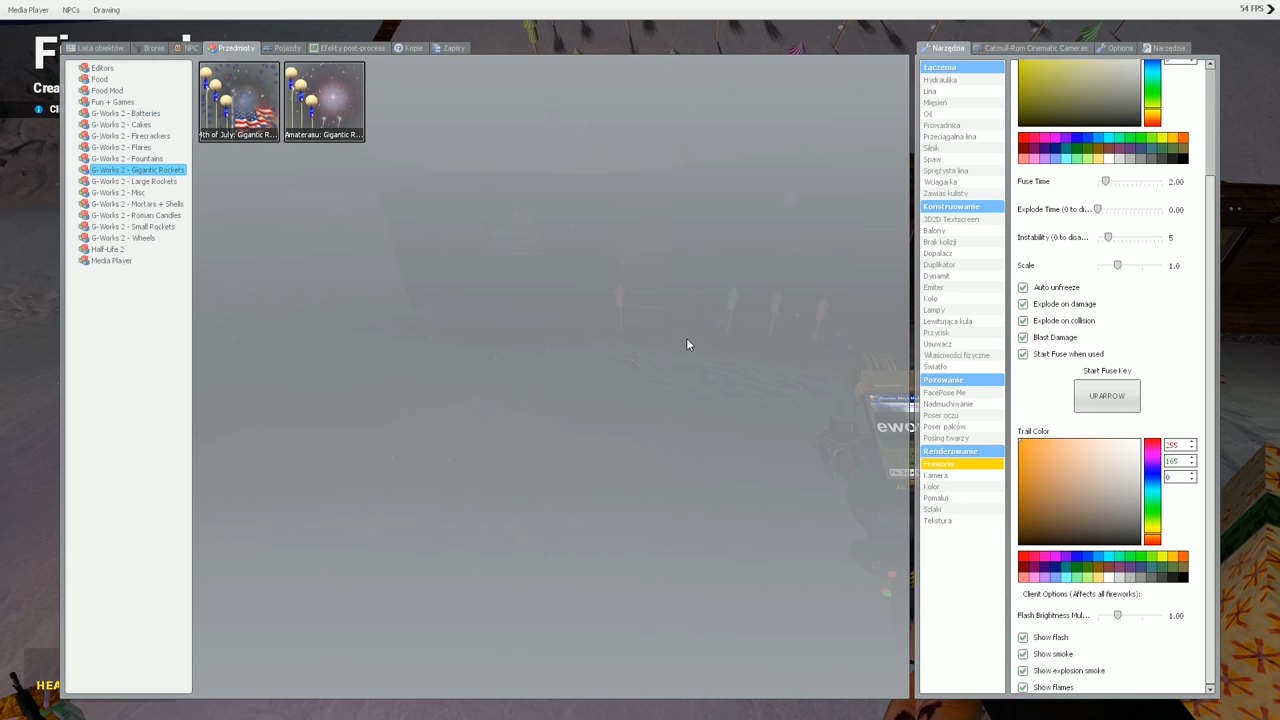 Media Player NPCs Drawing
54 FPS
Lista obiektów Bronie NPC Przedmioty Pojazdy Efekty post-process Kopie Zapisy
Narzędzia Catmull-Rom Cinematic Cameras Options Narzędzia
Editors
Food
Food Mod
Fun + Games
G-Works 2 - Batteries
G-Works 2 - Cakes
G-Works 2 - Firecrackers
G-Works 2 - Flares
G-Works 2 - Fountains
G-Works 2 - Gigantic Rockets
G-Works 2 - Large Rockets
G-Works 2 - Misc
G-Works 2 - Mortars + Shells
G-Works 2 - Roman Candles
G-Works 2 - Small Rockets
G-Works 2 - Wheels
Half-Life 2
Media Player
4th of July: Gigantic R...
Amaterasu: Gigantic R...
Łączenia
Hydraulika
Lina
Mięsień
Oś
Prowadnica
Przeciągalna lina
Silnik
Spaw
Sprężysta lina
Wciągarka
Zawias kulisty
Konstruowanie
3D2D Textscreen
Balony
Brak kolizji
Dopalacz
Duplikator
Dynamit
Emiter
Koło
Lampy
Lewitująca kula
Przycisk
Usuwacz
Właściwości fizyczne
Światło
Pozowanie
FacePose Me
Nadmuchiwanie
Poser oczu
Poser palców
Posing twarzy
Renderowanie
Fireworks
Kamera
Kolor
Pomaluj
Szlaki
Tekstura
Fuse Time 2.00
Explode Time (0 to di... 0.00
Instability (0 to disa... 5
Scale 1.0
Auto unfreeze
Explode on damage
Explode on collision
Blast Damage
Start Fuse when used
Start Fuse Key
UPARROW
Trail Color
255
165
0
Client Options (Affects all fireworks):
Flash Brightness Mul... 1.00
Show flash
Show smoke
Show explosion smoke
Show flames
Crea
HEA